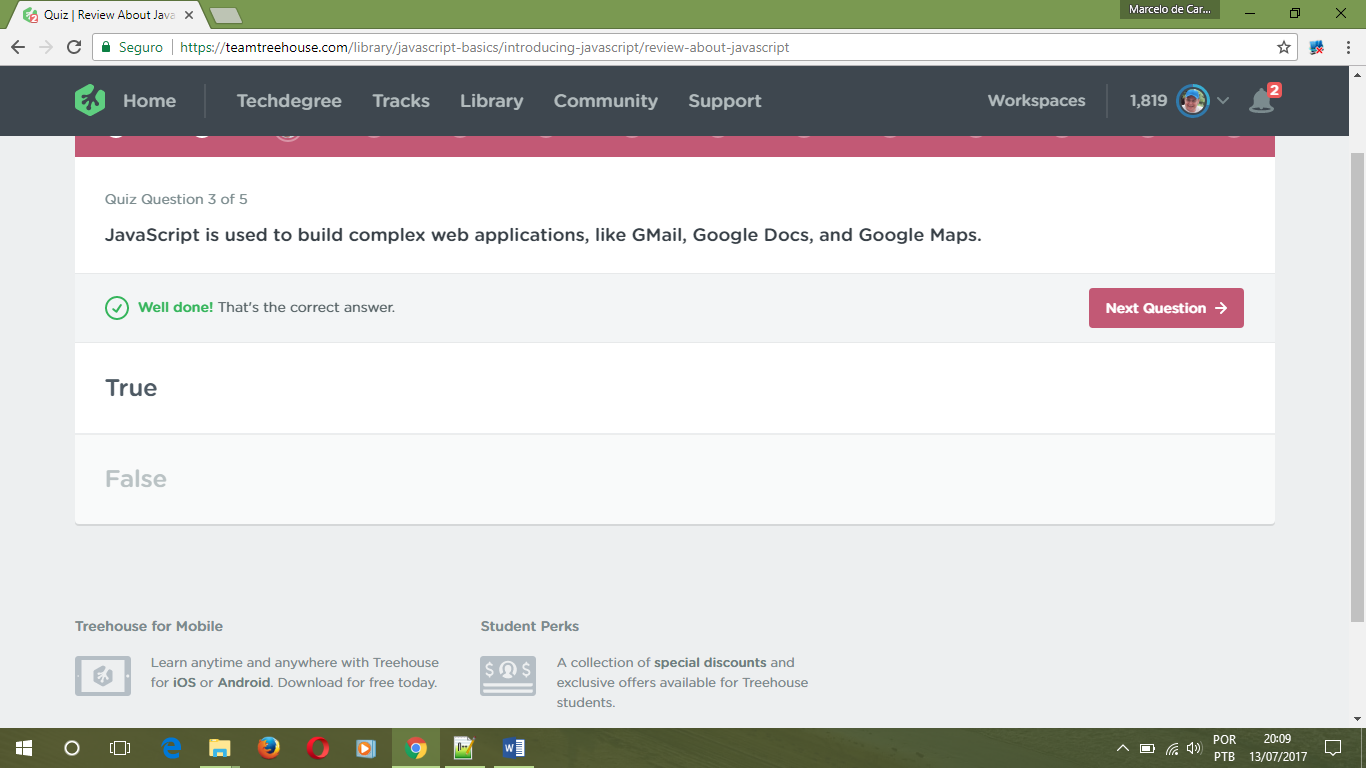 Marcelo de Car...
Quiz | Review About Java
Seguro
https://teamtreehouse.com/library/javascript-basics/introducing-javascript/review-about-javascript
Home Techdegree Tracks Library Community Support Workspaces 1,819 2
Quiz Question 3 of 5
JavaScript is used to build complex web applications, like GMail, Google Docs, and Google Maps.
Well done! That's the correct answer.
Next Question
True
False
Treehouse for Mobile
Learn anytime and anywhere with Treehouse
for iOS or Android. Download for free today.
Student Perks
A collection of special discounts and
exclusive offers available for Treehouse
students.
POR
PTB
20:09
13/07/2017